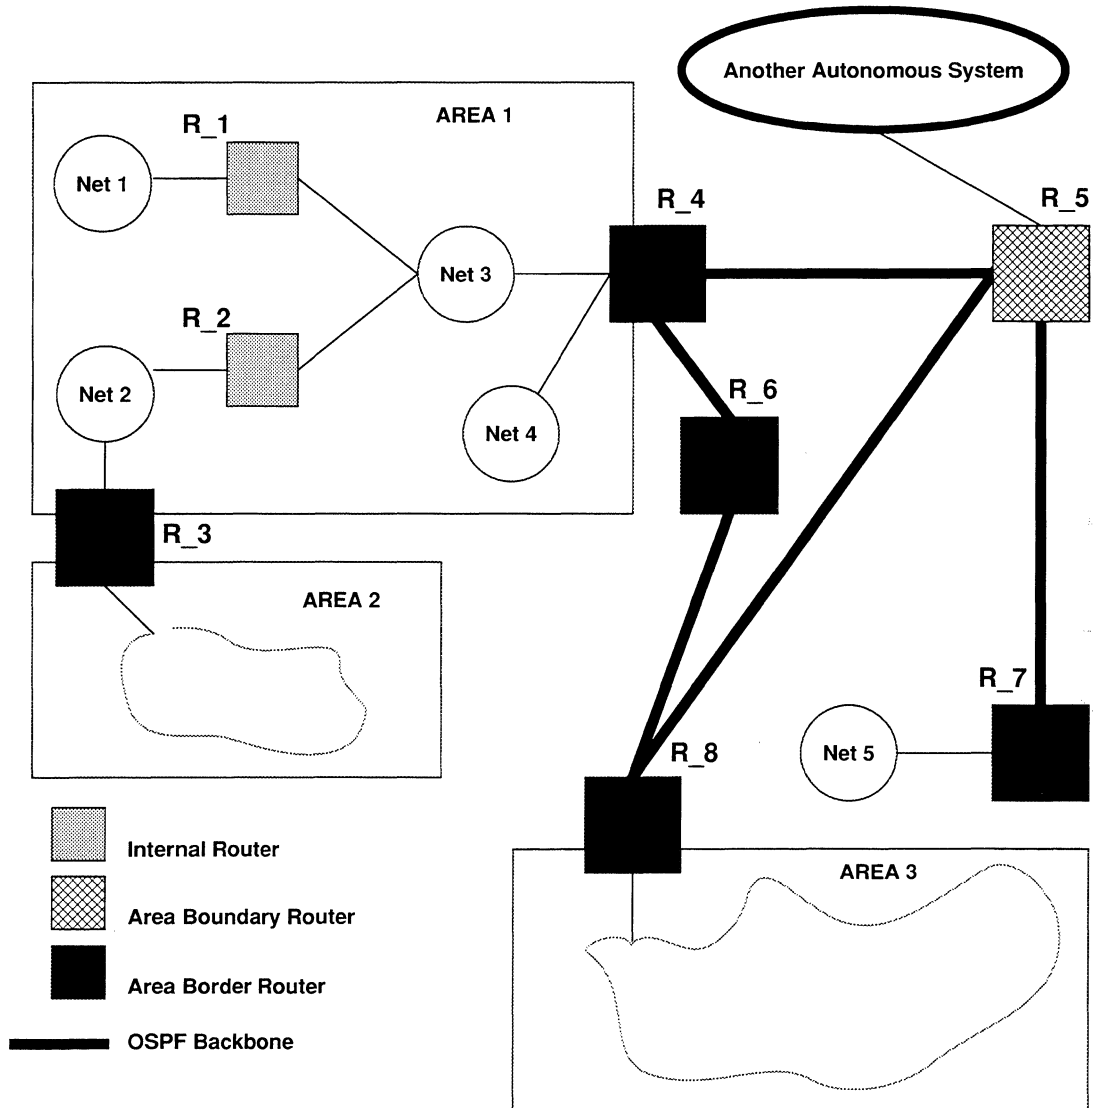 Another Autonomous System
AREA 1
R_1
Net 1
R_4
R_5
Net 3
R_2
Net 2
R_6
Net 4
R_3
AREA 2
R_7
R_8
Net 5
Internal Router
AREA 3
Area Boundary Router
Area Border Router
OSPF Backbone